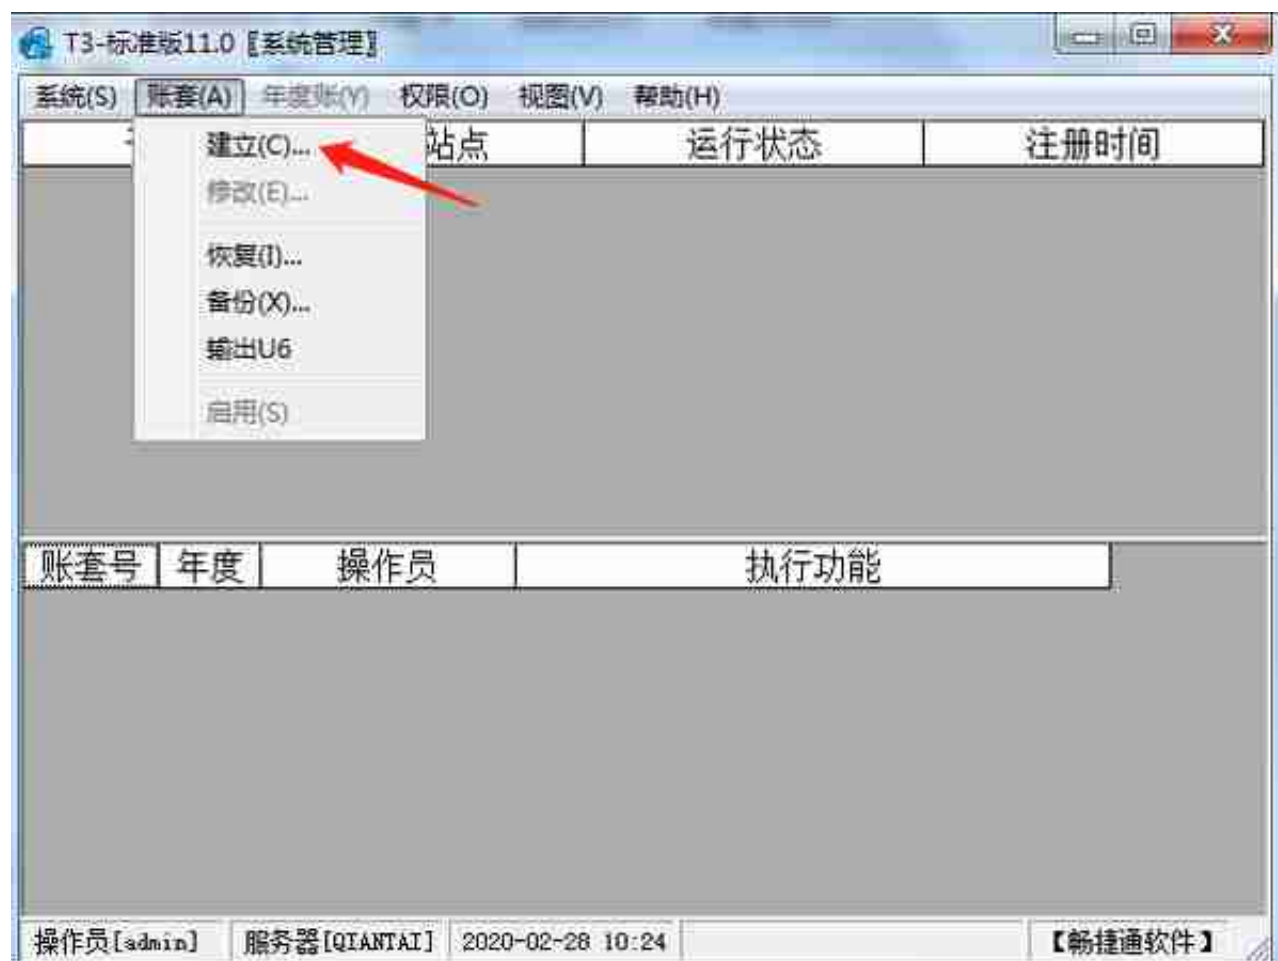 T3-标准版11.0〖系统管理〗
系统(S) 账套(A) 年度账(Y) 权限(O) 视图(V) 帮助(H)
站点 运行状态 注册时间
建立(C)...
修改(E)...
恢复(I)...
备份(X)...
输出U6
启用(S)
账套号 年度 操作员 执行功能
操作员[admin] 服务器[QIANTAI] 2020-02-28 10:24 【畅捷通软件】